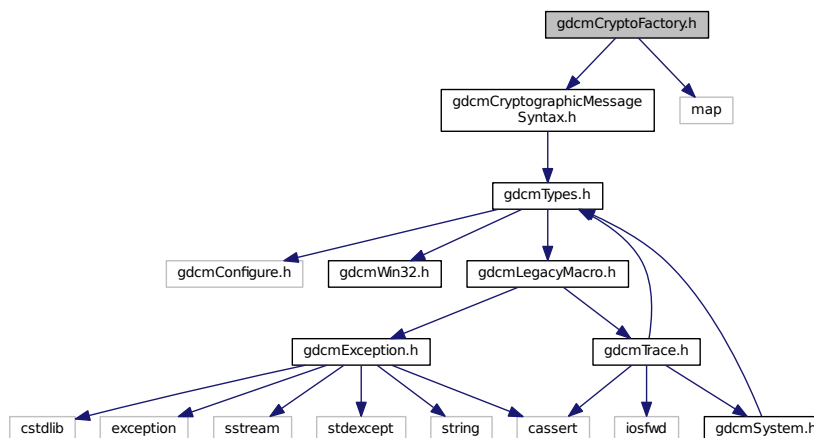 gdcmCryptoFactory.h
gdcmCryptographicMessage
Syntax.h
map
gdcmTypes.h
gdcmConfigure.h
gdcmWin32.h
gdcmLegacyMacro.h
gdcmException.h
gdcmTrace.h
cstdlib
exception
sstream
stdexcept
string
cassert
iosfwd
gdcmSystem.h